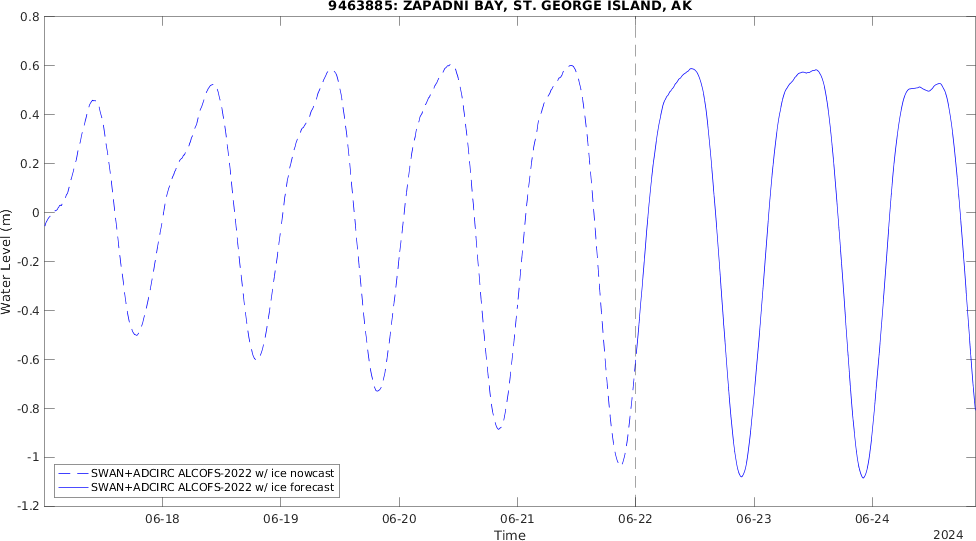 9463885: ZAPADNI BAY, ST. GEORGE ISLAND, AK
0.8
0.6
0.4
0.2
0
-0.2
-0.4
-0.6
-0.8
-1
-1.2
Water Level (m)
SWAN+ADCIRC ALCOFS-2022 w/ ice nowcast
SWAN+ADCIRC ALCOFS-2022 w/ ice forecast
06-18 06-19 06-20 06-21 06-22 06-23 06-24
Time
2024